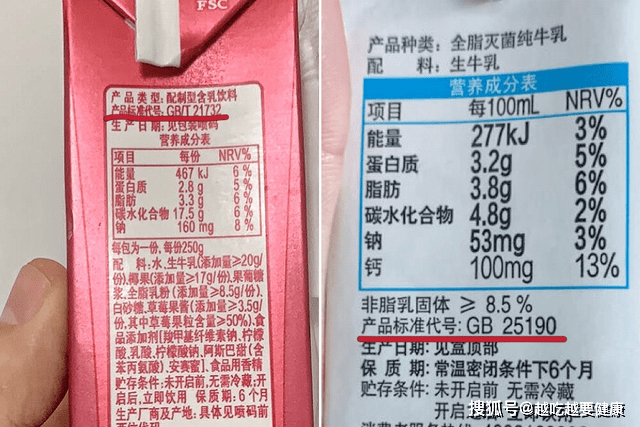 FSC
产品类型：配制型含乳饮料
产品标准代号：GB/T 21732
生产日期：见包装喷码
营养成分表
项目 每份 NRV%
能量 467 kJ 6%
蛋白质 2.8 g 5%
脂肪 3.3 g 6%
碳水化合物 17.5 g 6%
钠 160 mg 8%
每包为一份，每份250g
配 料：水、生牛乳(添加量≥20g/
份)、椰果(添加量≥17g/份)、果葡糖
浆、全脂乳粉(添加量≥8.5g/份)、
白砂糖、草莓果酱(添加量≥3.5g/
份,其中草莓果粒含量≥50%)、食
品添加剂[羧甲基纤维素钠、柠檬
酸、乳酸、柠檬酸钠、阿斯巴甜(含
苯丙氨酸)、安赛蜜]、食用香精
贮存条件：未开启前，无需冷藏,开
启后,立即饮用 保质期：6个月
生产厂商及产地：具体见喷码前
产品种类：全脂灭菌纯牛乳
配 料：生牛乳
营养成分表
项目 每100mL NRV%
能量 277kJ 3%
蛋白质 3.2g 5%
脂肪 3.8g 6%
碳水化合物 4.8g 2%
钠 53mg 3%
钙 100mg 13%
非脂乳固体 ≥ 8.5%
产品标准代号：GB 25190
生产日期：见盒顶部
保 质 期：常温密闭条件下6个月
贮存条件：未开启前 无需冷藏
开启
搜狐号@越吃越要健康